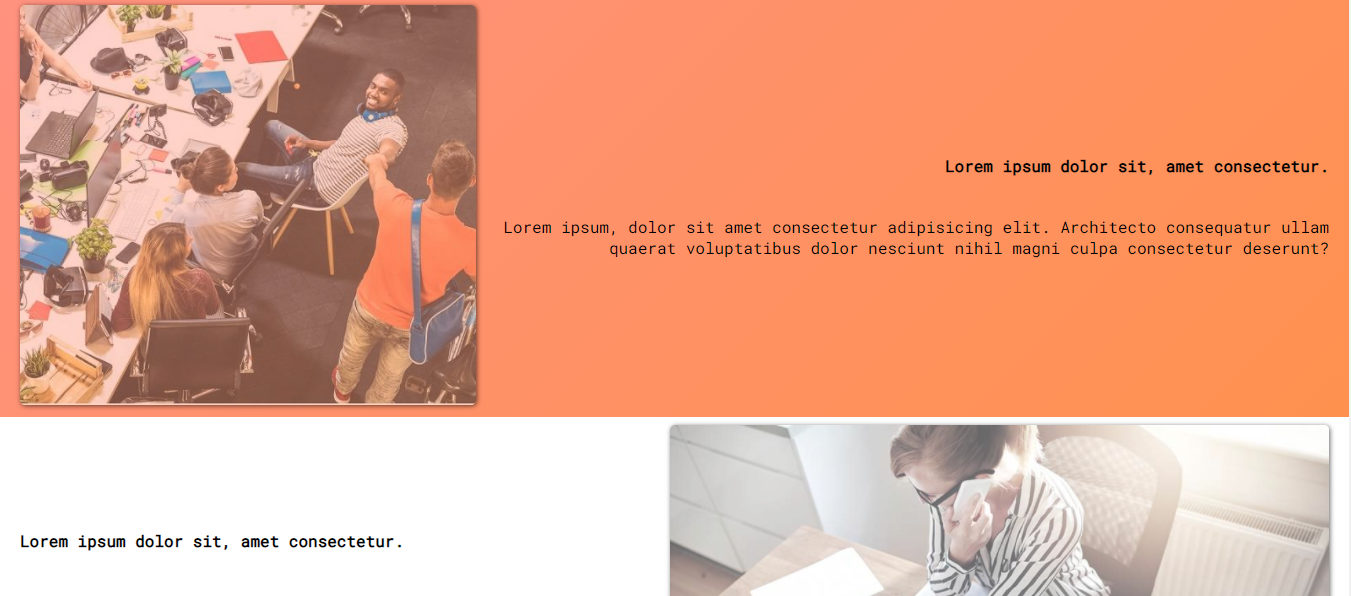 Lorem ipsum dolor sit, amet consectetur.
Lorem ipsum, dolor sit amet consectetur adipisicing elit. Architecto consequatur ullam
quaerat voluptatibus dolor nesciunt nihil magni culpa consectetur deserunt?
Lorem ipsum dolor sit, amet consectetur.